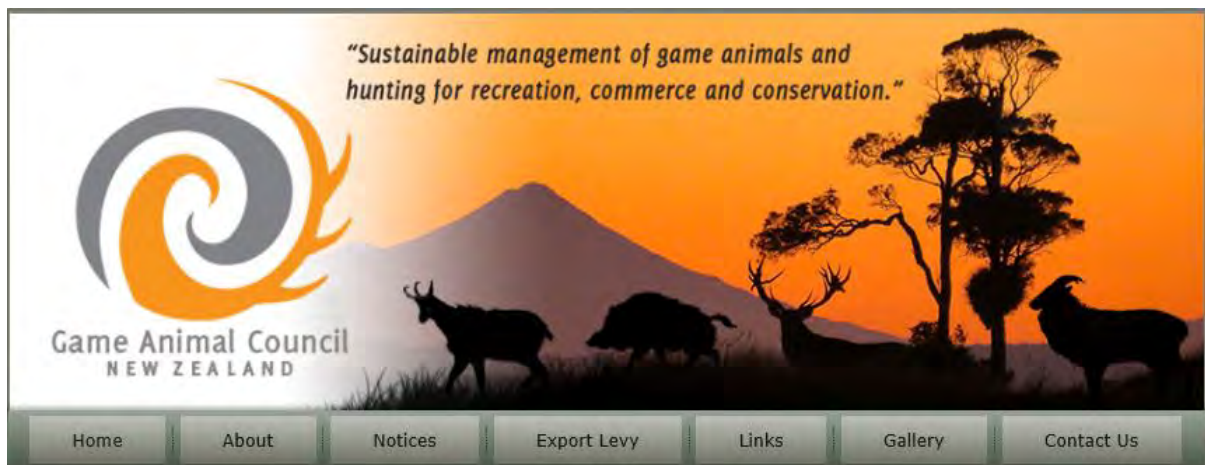 “Sustainable management of game animals and
hunting for recreation, commerce and conservation.”
Game Animal Council
NEW ZEALAND
Home About Notices Export Levy Links Gallery Contact Us